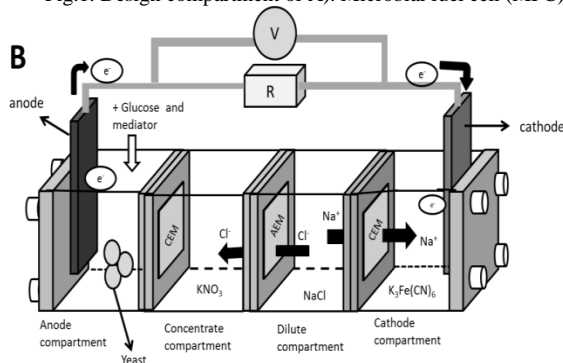 Fig.1. Design compartment of A). Microbial fuel cell (MFC)
B
V
e-
e-
R
anode
+ Glucose and
mediator
cathode
e-
e-
CEM
AEM
CEM
Cl-
Cl-
Na+
Na+
KNO3
NaCl
K3Fe(CN)6
Anode
compartment
Concentrate
compartment
Dilute
compartment
Cathode
compartment
Yeast